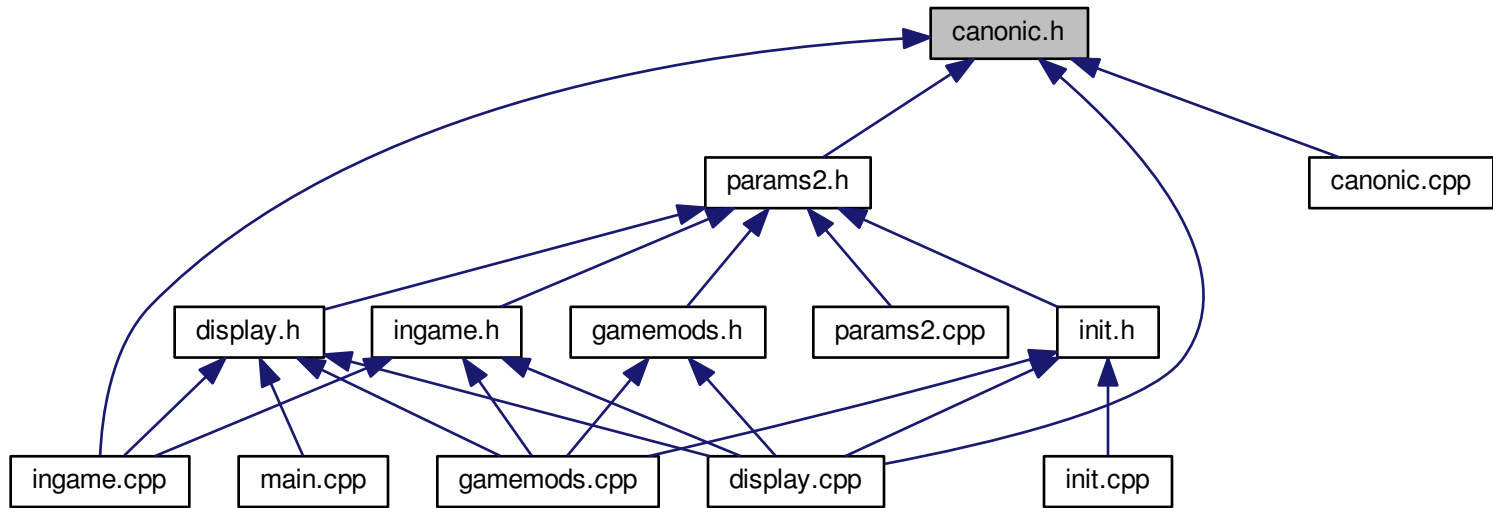 canonic.h
params2.h
canonic.cpp
display.h
ingame.h
gamemods.h
params2.cpp
init.h
ingame.cpp
main.cpp
gamemods.cpp
display.cpp
init.cpp